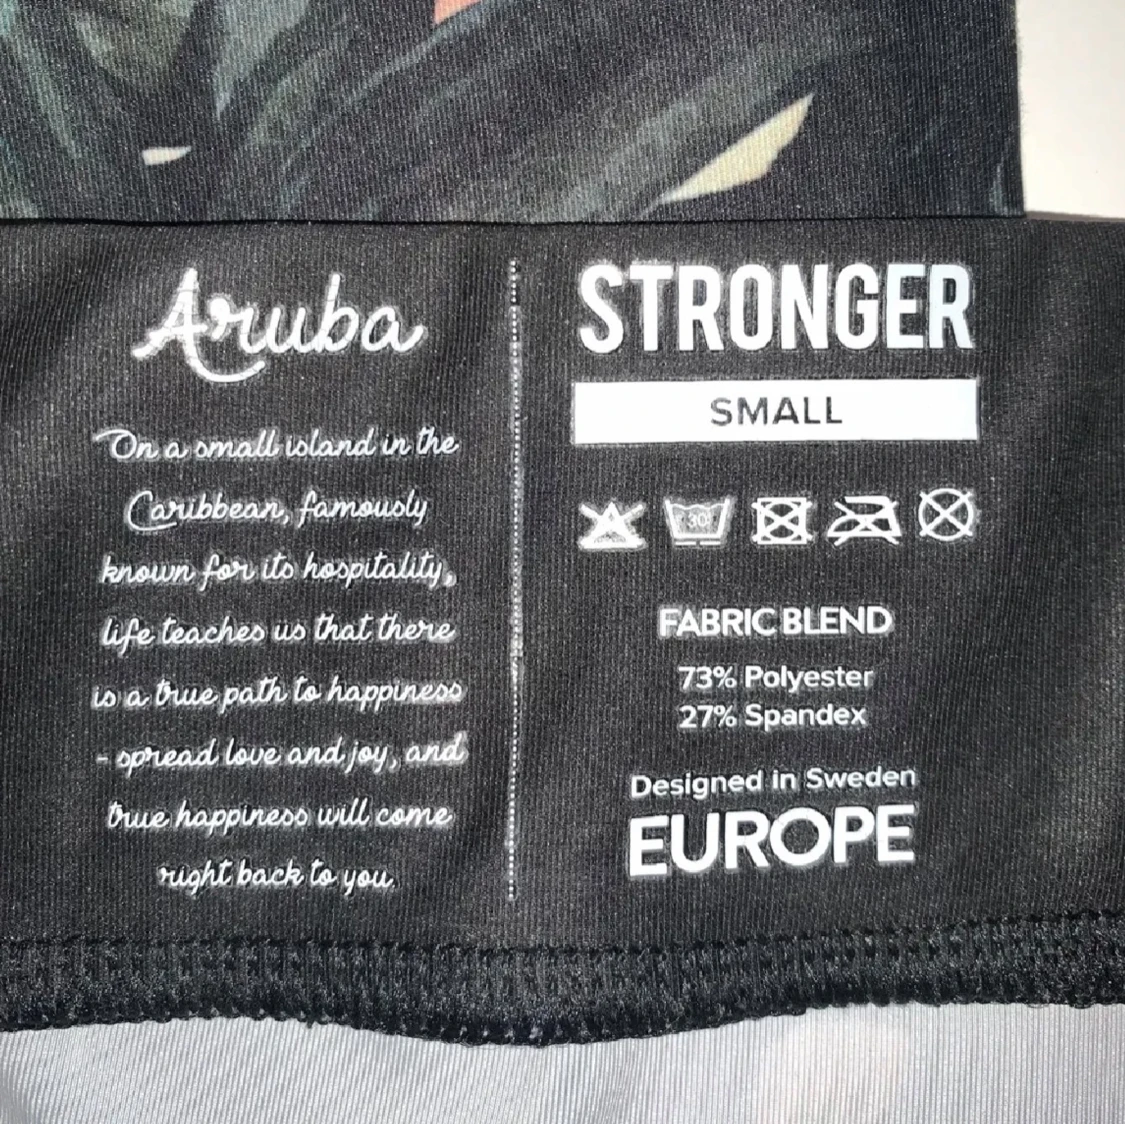 Aruba
On a small island in the
Caribbean, famously
known for its hospitality,
life teaches us that there
is a true path to happiness
- spread love and joy, and
true happiness will come
right back to you.
STRONGER
SMALL
30°
FABRIC BLEND
73% Polyester
27% Spandex
Designed in Sweden
EUROPE